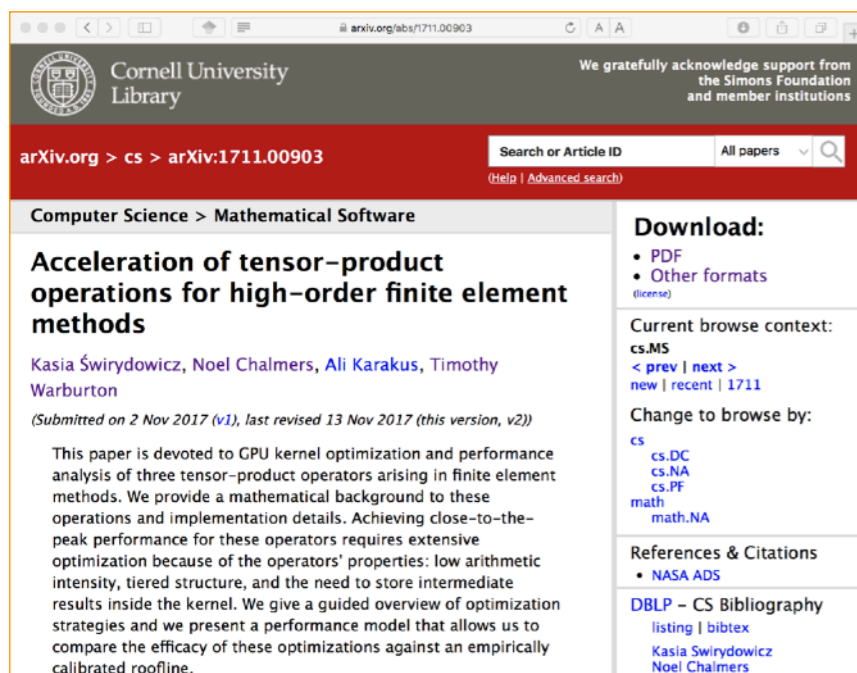 arxiv.org/abs/1711.00903
A A
Cornell University
Library
We gratefully acknowledge support from
the Simons Foundation
and member institutions
arXiv.org > cs > arXiv:1711.00903
Search or Article ID
All papers
(Help | Advanced search)
Computer Science > Mathematical Software
Acceleration of tensor-product
operations for high-order finite element
methods
Kasia Świrydowicz, Noel Chalmers, Ali Karakus, Timothy
Warburton
(Submitted on 2 Nov 2017 (v1), last revised 13 Nov 2017 (this version, v2))
This paper is devoted to GPU kernel optimization and performance
analysis of three tensor-product operators arising in finite element
methods. We provide a mathematical background to these
operations and implementation details. Achieving close-to-the-
peak performance for these operators requires extensive
optimization because of the operators' properties: low arithmetic
intensity, tiered structure, and the need to store intermediate
results inside the kernel. We give a guided overview of optimization
strategies and we present a performance model that allows us to
compare the efficacy of these optimizations against an empirically
calibrated roofline.
Download:
• PDF
• Other formats
(license)
Current browse context:
cs.MS
< prev | next >
new | recent | 1711
Change to browse by:
cs
cs.DC
cs.NA
cs.PF
math
math.NA
References & Citations
• NASA ADS
DBLP - CS Bibliography
listing | bibtex
Kasia Swirydowicz
Noel Chalmers